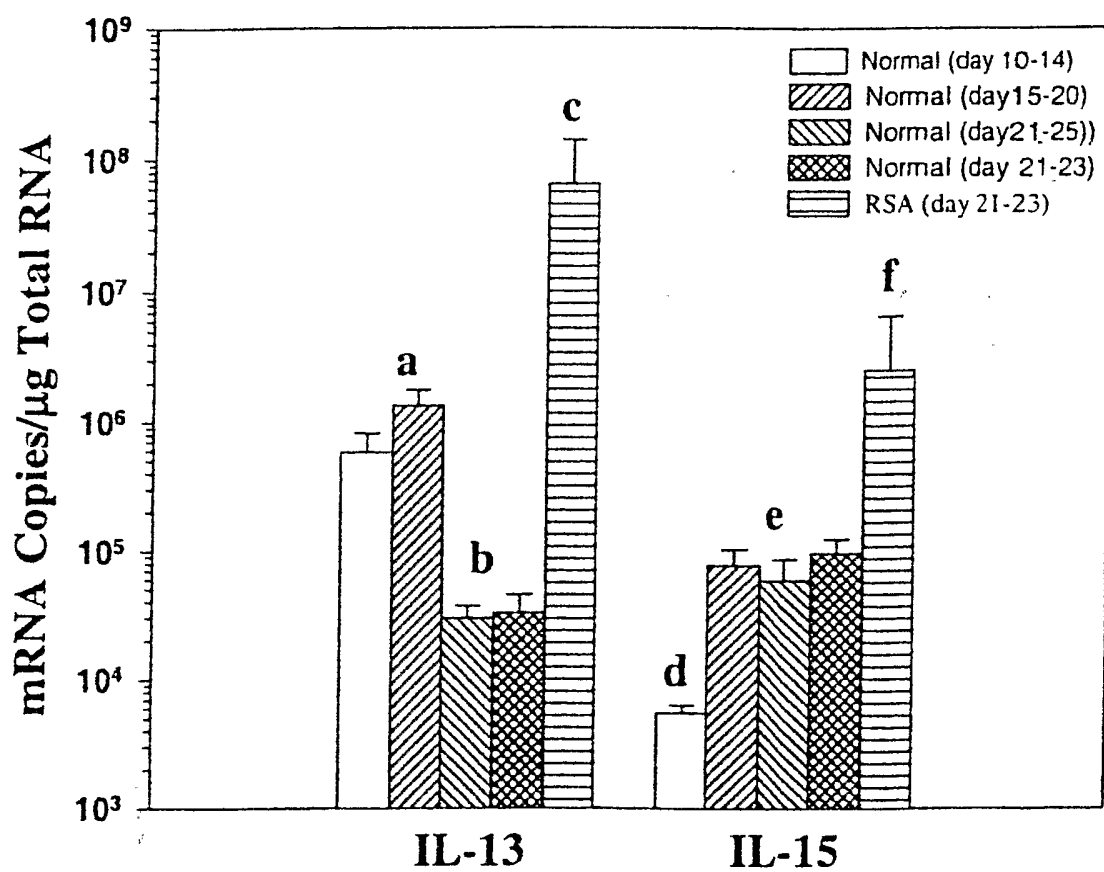 mRNA Copies/µg Total RNA
10⁹
10⁸
10⁷
10⁶
10⁵
10⁴
10³
Normal (day 10-14)
Normal (day15-20)
Normal (day21-25))
Normal (day 21-23)
RSA (day 21-23)
a
b
c
d
e
f
IL-13
IL-15